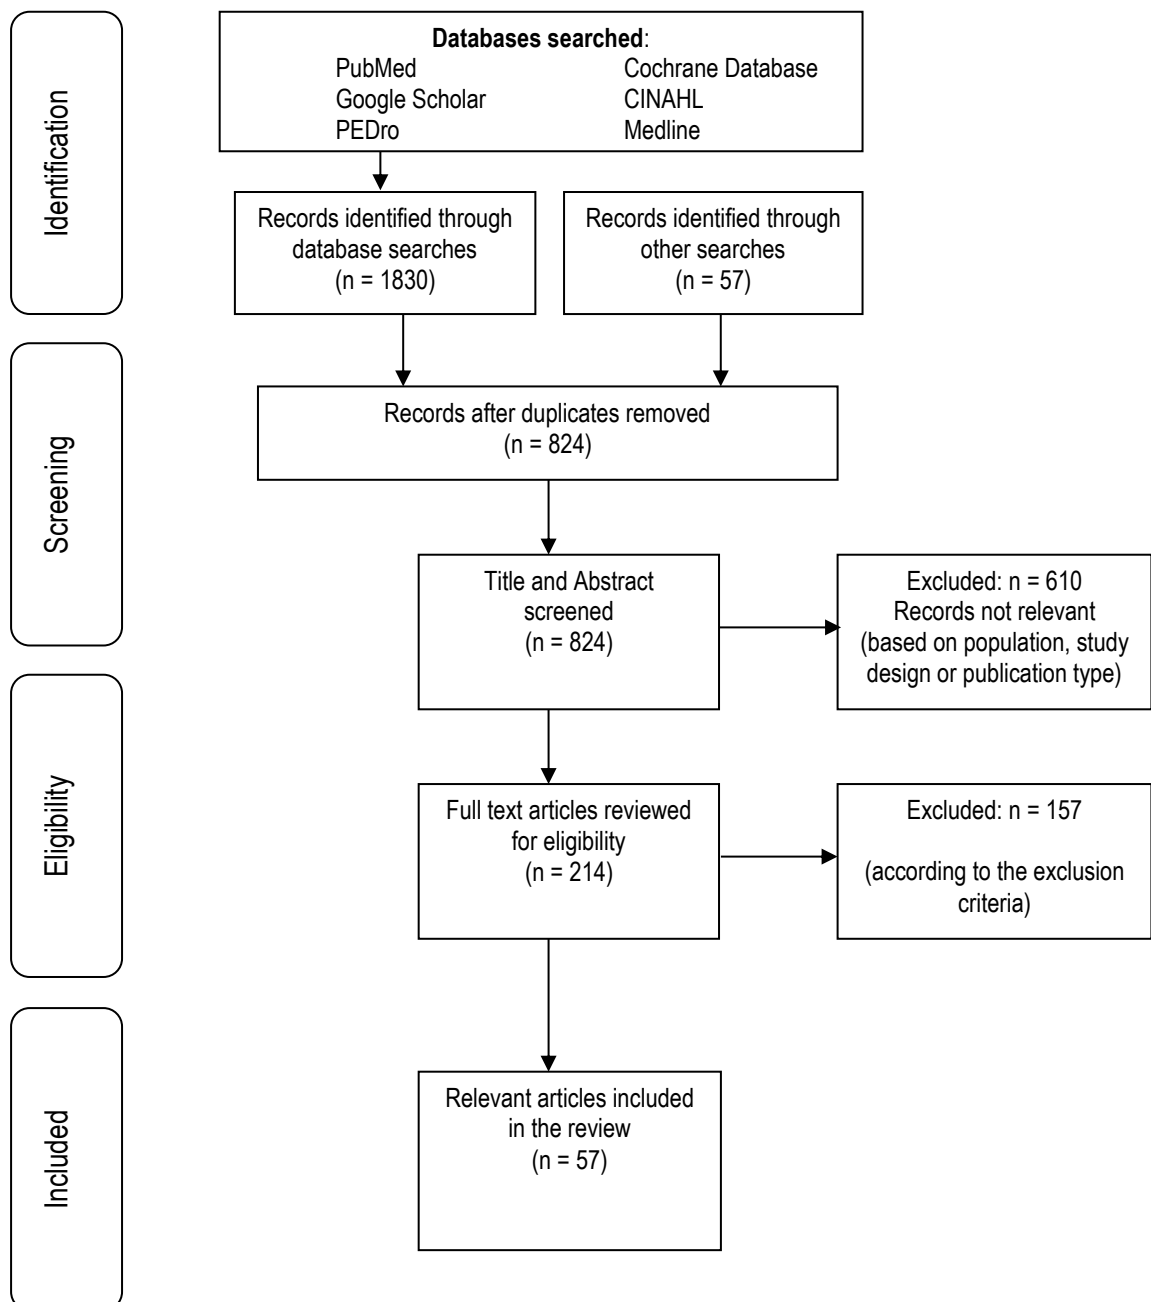 Identification
Databases searched:
PubMed Cochrane Database
Google Scholar CINAHL
PEDro Medline
Records identified through
database searches
(n = 1830)
Records identified through
other searches
(n = 57)
Screening
Records after duplicates removed
(n = 824)
Title and Abstract
screened
(n = 824)
Excluded: n = 610
Records not relevant
(based on population, study
design or publication type)
Eligibility
Full text articles reviewed
for eligibility
(n = 214)
Excluded: n = 157
(according to the exclusion
criteria)
Included
Relevant articles included
in the review
(n = 57)